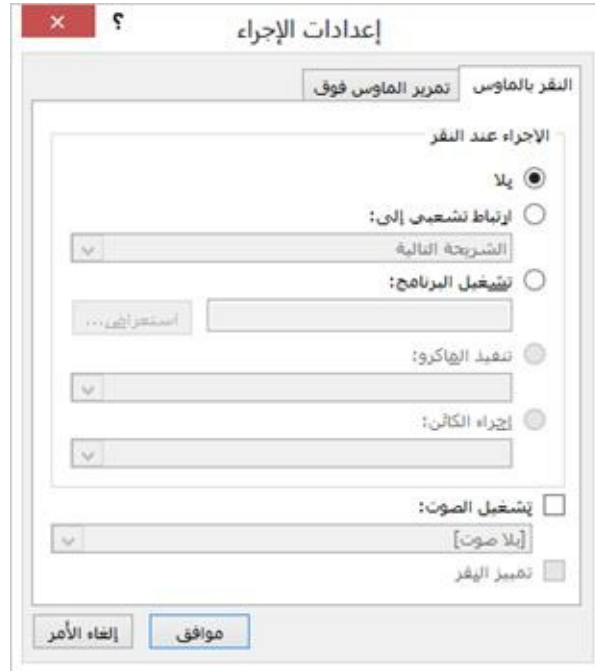 إعدادات الإجراء ؟
النقر بالماوس تمرير الماوس فوق
الإجراء عند النقر
بلا
ارتباط تشعبي إلى:
الشريحة التالية
تشغيل البرنامج:
استعراض...
تنفيذ الماكرو:
إجراء الكائن:
تشغيل الصوت:
[بلا صوت]
تمييز النقر
موافق إلغاء الأمر